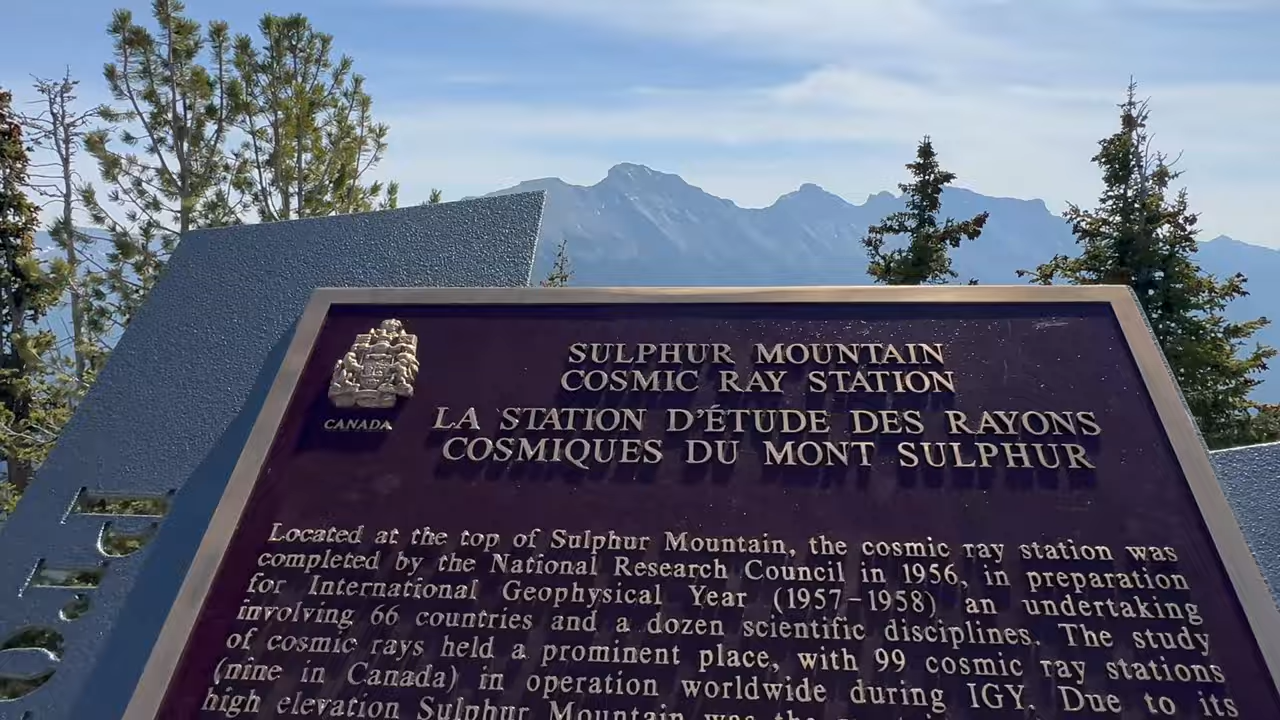 SULPHUR MOUNTAIN
COSMIC RAY STATION
LA STATION D'ÉTUDE DES RAYONS
COSMIQUES DU MONT SULPHUR
CANADA
Located at the top of Sulphur Mountain, the cosmic ray station was
completed by the National Research Council in 1956, in preparation
for International Geophysical Year (1957-1958) an undertaking
involving 66 countries and a dozen scientific disciplines. The study
of cosmic rays held a prominent place, with 99 cosmic ray stations
(nine in Canada) in operation worldwide during IGY. Due to its
high elevation Sulphur Mountain was the